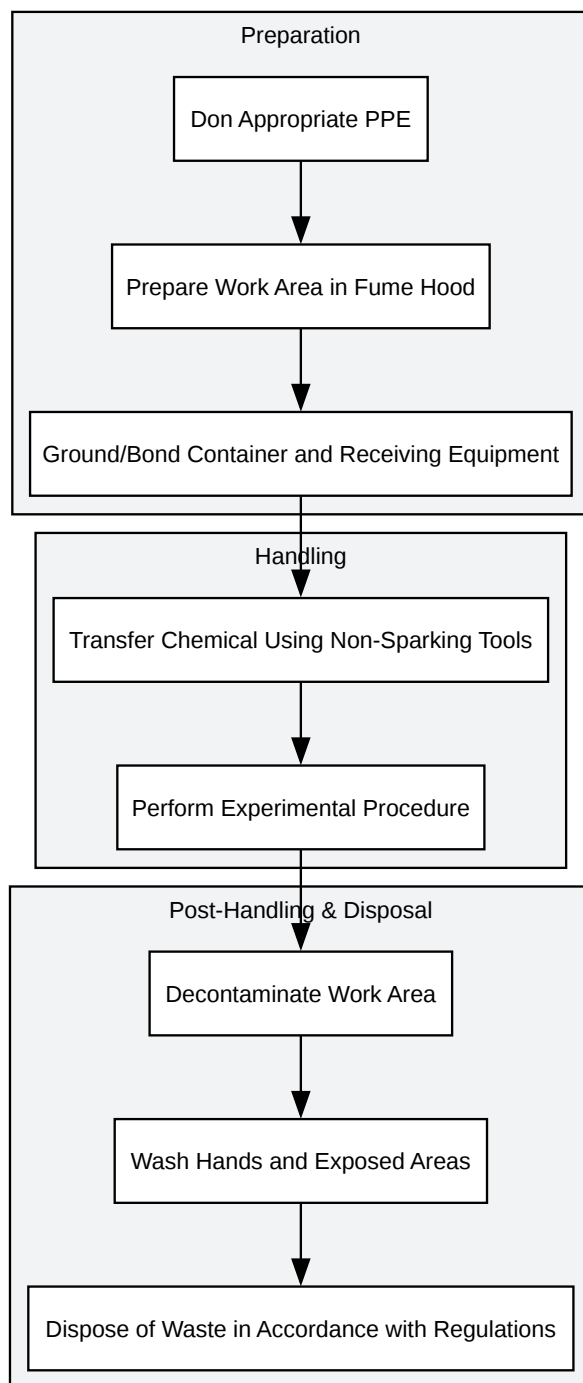 Preparation
Don Appropriate PPE
Prepare Work Area in Fume Hood
Ground/Bond Container and Receiving Equipment
Handling
Transfer Chemical Using Non-Sparking Tools
Perform Experimental Procedure
Post-Handling & Disposal
Decontaminate Work Area
Wash Hands and Exposed Areas
Dispose of Waste in Accordance with Regulations